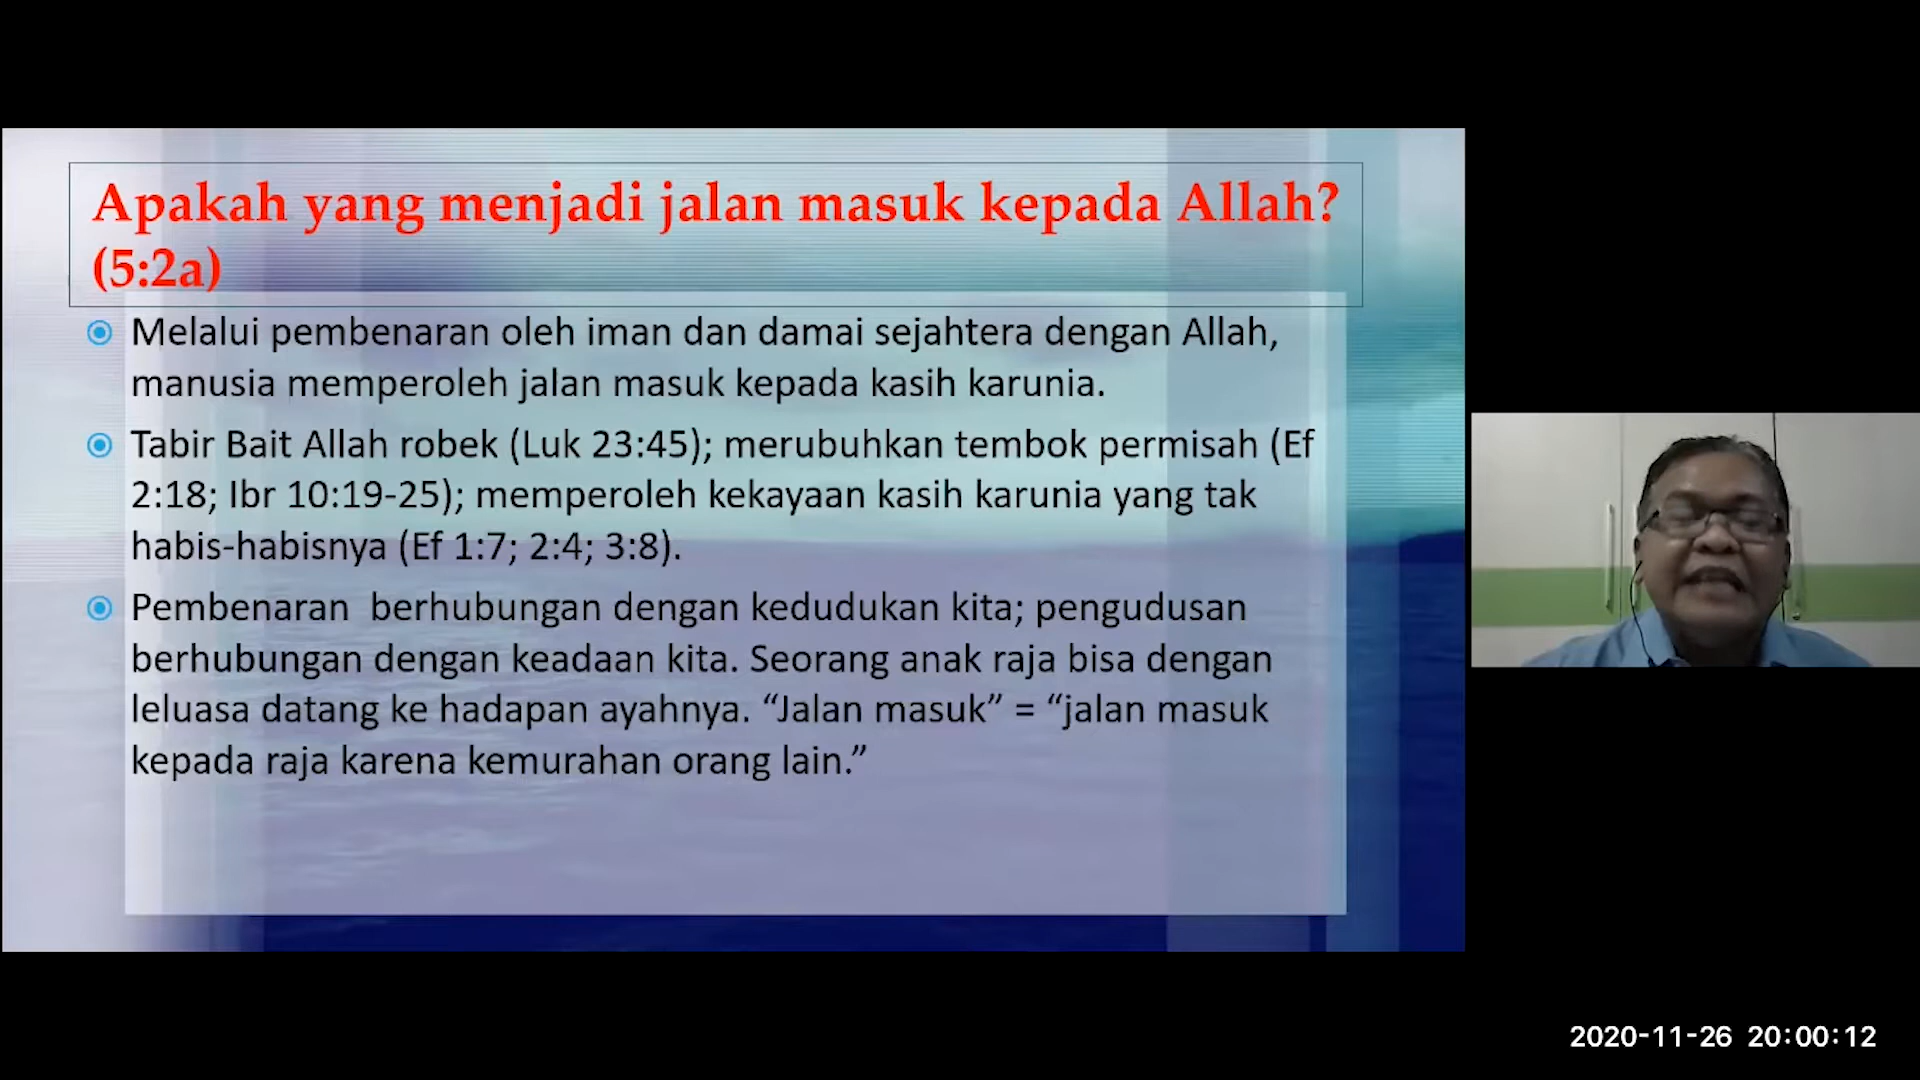 Apakah yang menjadi jalan masuk kepada Allah?
(5:2a)
Melalui pembenaran oleh iman dan damai sejahtera dengan Allah,
manusia memperoleh jalan masuk kepada kasih karunia.
Tabir Bait Allah robek (Luk 23:45); merubuhkan tembok permisah (Ef
2:18; Ibr 10:19-25); memperoleh kekayaan kasih karunia yang tak
habis-habisnya (Ef 1:7; 2:4; 3:8).
Pembenaran  berhubungan dengan kedudukan kita; pengudusan
berhubungan dengan keadaan kita. Seorang anak raja bisa dengan
leluasa datang ke hadapan ayahnya. “Jalan masuk” = “jalan masuk
kepada raja karena kemurahan orang lain.”
2020-11-26 20:00:12